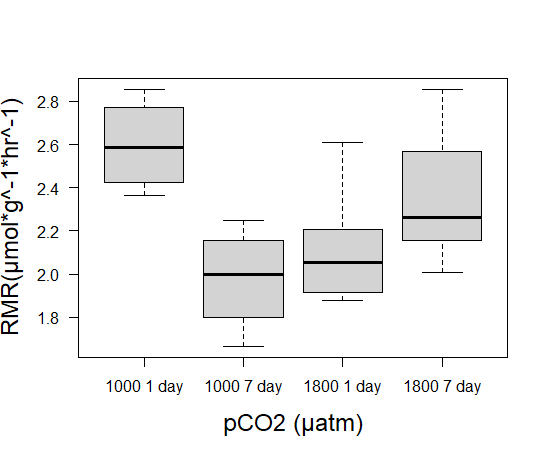 RMR(µmol*g^-1*hr^-1)
2.8
2.6
2.4
2.2
2.0
1.8
1000 1 day 1000 7 day 1800 1 day 1800 7 day
pCO2 (µatm)